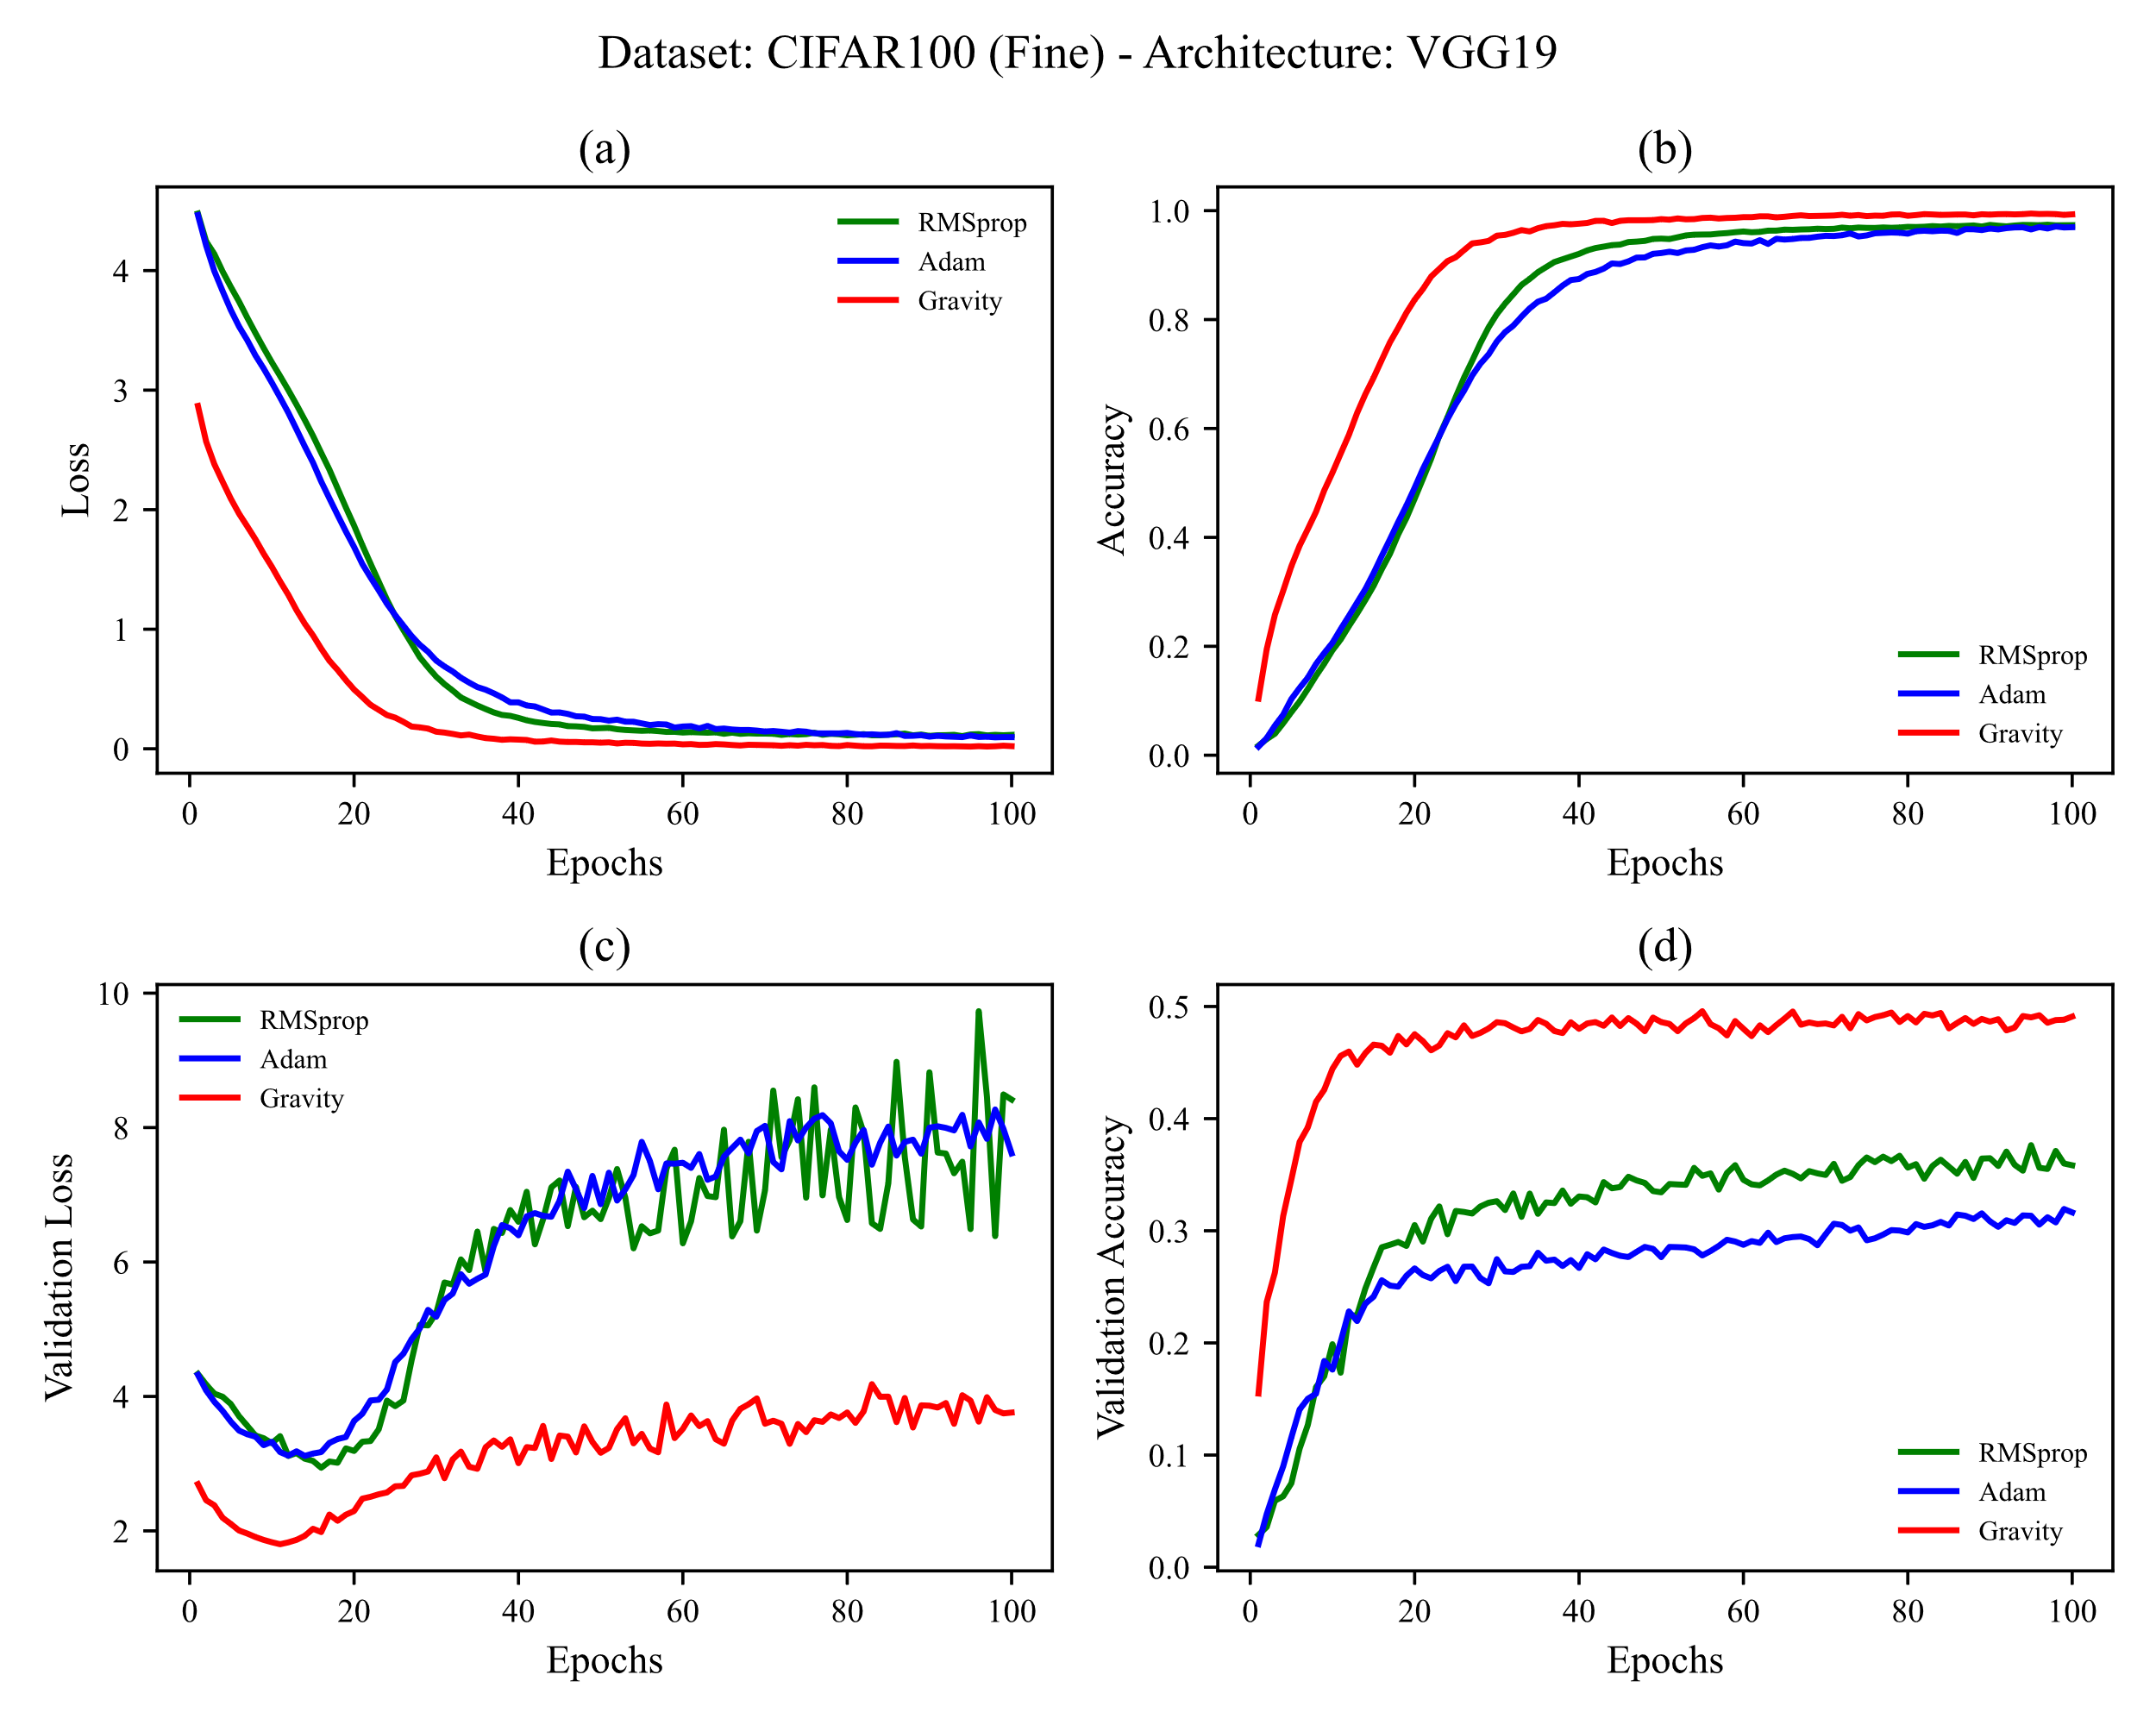 Dataset: CIFAR100 (Fine) - Architecture: VGG19
(a)
Loss
4
3
2
1
0
0 20 40 60 80 100
Epochs
RMSprop
Adam
Gravity
(b)
Accuracy
1.0
0.8
0.6
0.4
0.2
0.0
0 20 40 60 80 100
Epochs
RMSprop
Adam
Gravity
(c)
Validation Loss
10
8
6
4
2
0 20 40 60 80 100
Epochs
RMSprop
Adam
Gravity
(d)
Validation Accuracy
0.5
0.4
0.3
0.2
0.1
0.0
0 20 40 60 80 100
Epochs
RMSprop
Adam
Gravity